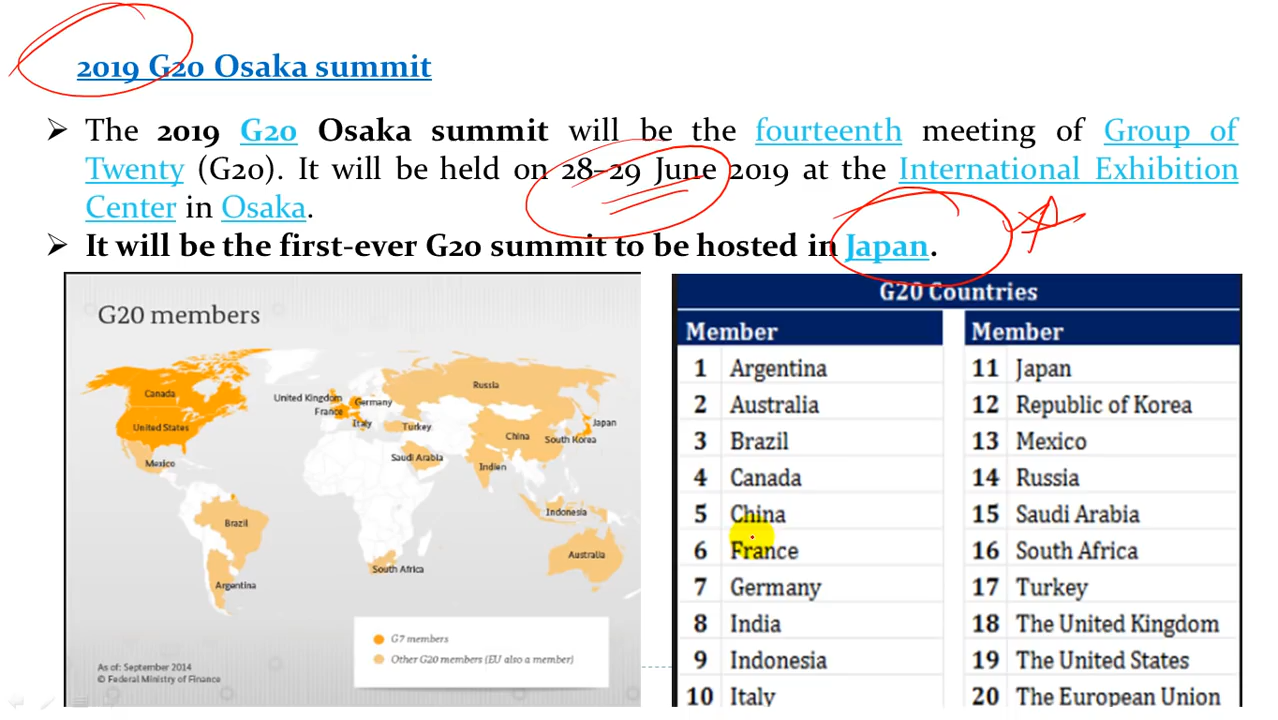 2019 G20 Osaka summit
The 2019 G20 Osaka summit will be the fourteenth meeting of Group of
Twenty (G20). It will be held on 28–29 June 2019 at the International Exhibition
Center in Osaka.
It will be the first-ever G20 summit to be hosted in Japan.
G20 members
Canada
United States
Mexico
Brazil
Argentina
United Kingdom
France
Germany
Italy
Turkey
Saudi Arabia
South Africa
Russia
China
Indien
Japan
South Korea
Indonesia
Australia
G7 members
Other G20 members (EU also a member)
As of: September 2014
© Federal Ministry of Finance
G20 Countries
Member Member
1 Argentina 11 Japan
2 Australia 12 Republic of Korea
3 Brazil 13 Mexico
4 Canada 14 Russia
5 China 15 Saudi Arabia
6 France 16 South Africa
7 Germany 17 Turkey
8 India 18 The United Kingdom
9 Indonesia 19 The United States
10 Italy 20 The European Union